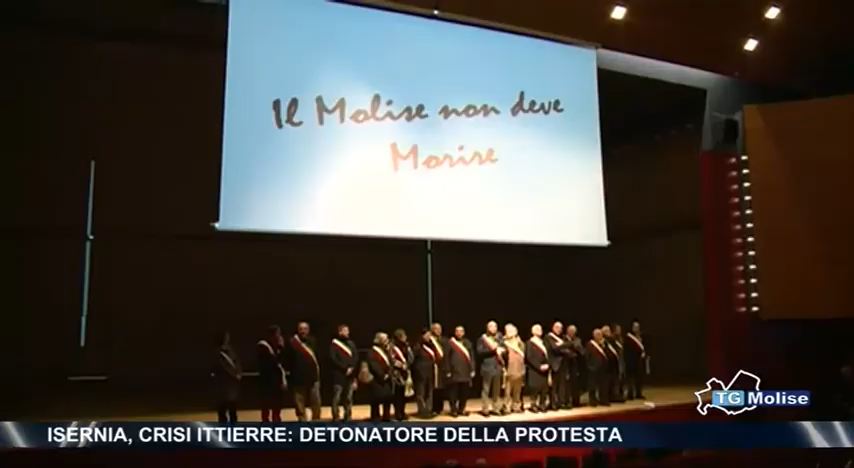 Il Molise non deve
Morire
TG Molise
ISERNIA, CRISI ITTIERRE: DETONATORE DELLA PROTESTA